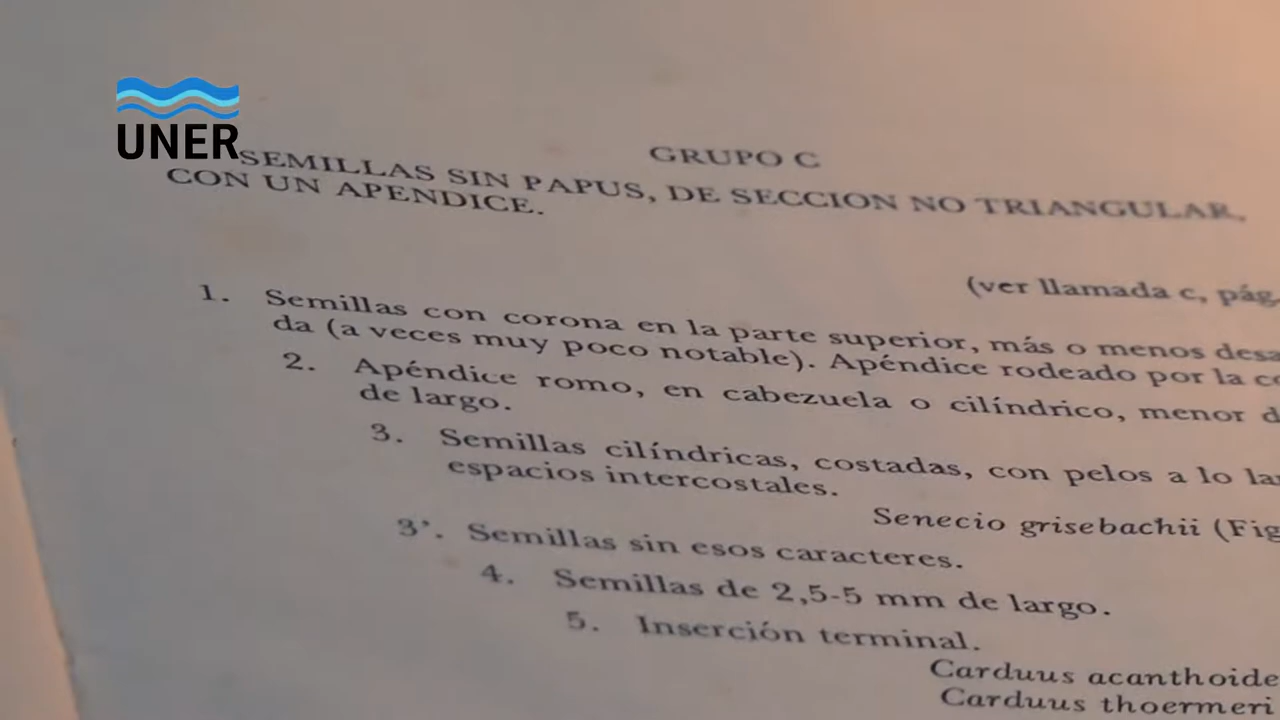 UNER
GRUPO C
SEMILLAS SIN PAPUS, DE SECCION NO TRIANGULAR,
CON UN APENDICE.
(ver llamada c, pág.
1. Semillas con corona en la parte superior, más o menos
da (a veces muy poco notable). Apéndice rodeado por la
2. Apéndice romo, en cabezuela o cilíndrico, menor
de largo.
3. Semillas cilíndricas, costadas, con pelos a lo
espacios intercostales.
Senecio grisebachii (Fig
3'. Semillas sin esos caracteres.
4. Semillas de 2,5-5 mm de largo.
5. Inserción terminal.
Carduus acanthoide
Carduus thoermeri